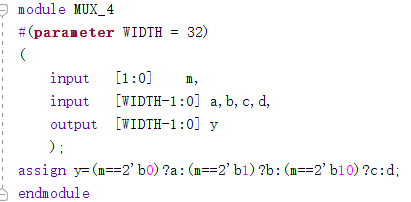 module MUX_4
#(parameter WIDTH = 32)
(
input [1:0] m,
input [WIDTH-1:0] a,b,c,d,
output [WIDTH-1:0] y
);
assign y=(m==2'b0)?a:(m==2'b1)?b:(m==2'b10)?c:d;
endmodule